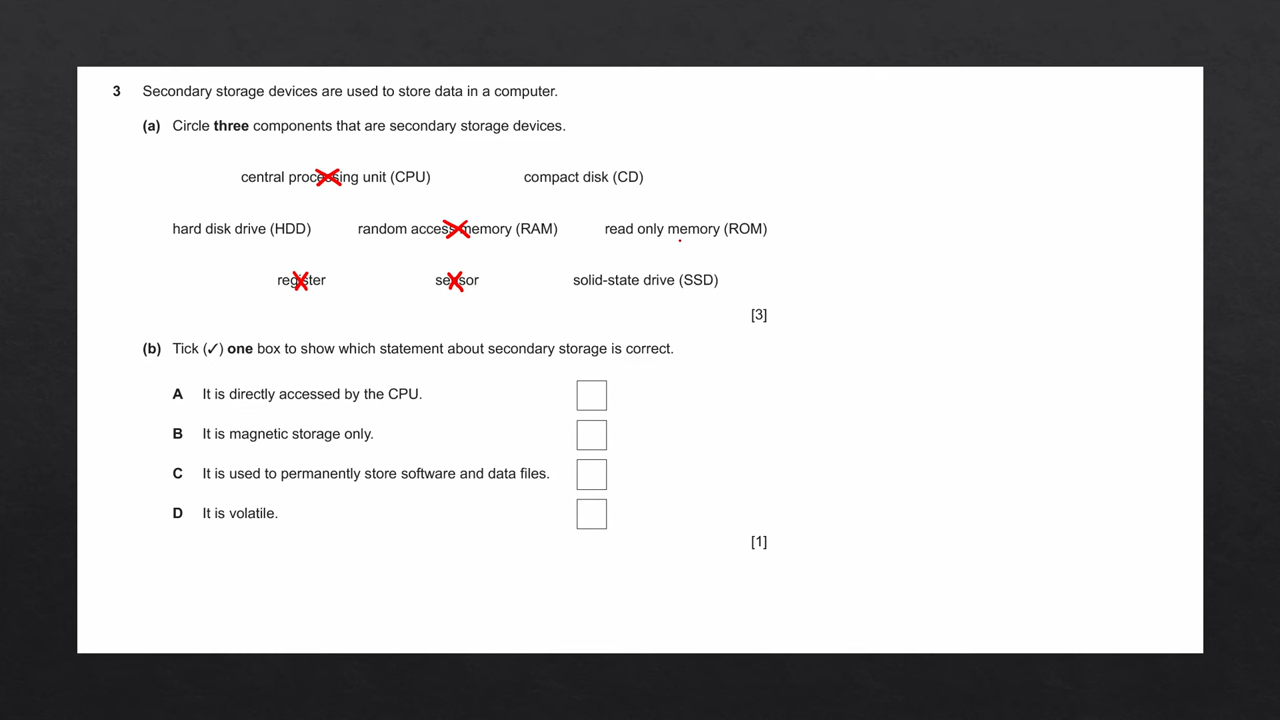 3 Secondary storage devices are used to store data in a computer.
(a) Circle three components that are secondary storage devices.
central processing unit (CPU) compact disk (CD)
hard disk drive (HDD) random access memory (RAM) read only memory (ROM)
register sensor solid-state drive (SSD)
[3]
(b) Tick (✓) one box to show which statement about secondary storage is correct.
A It is directly accessed by the CPU.
B It is magnetic storage only.
C It is used to permanently store software and data files.
D It is volatile.
[1]